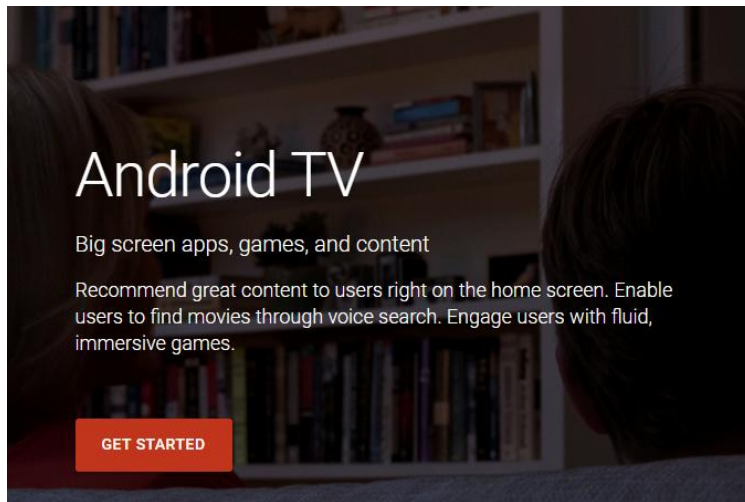 Android TV
Big screen apps, games, and content
Recommend great content to users right on the home screen. Enable
users to find movies through voice search. Engage users with fluid,
immersive games.
GET STARTED